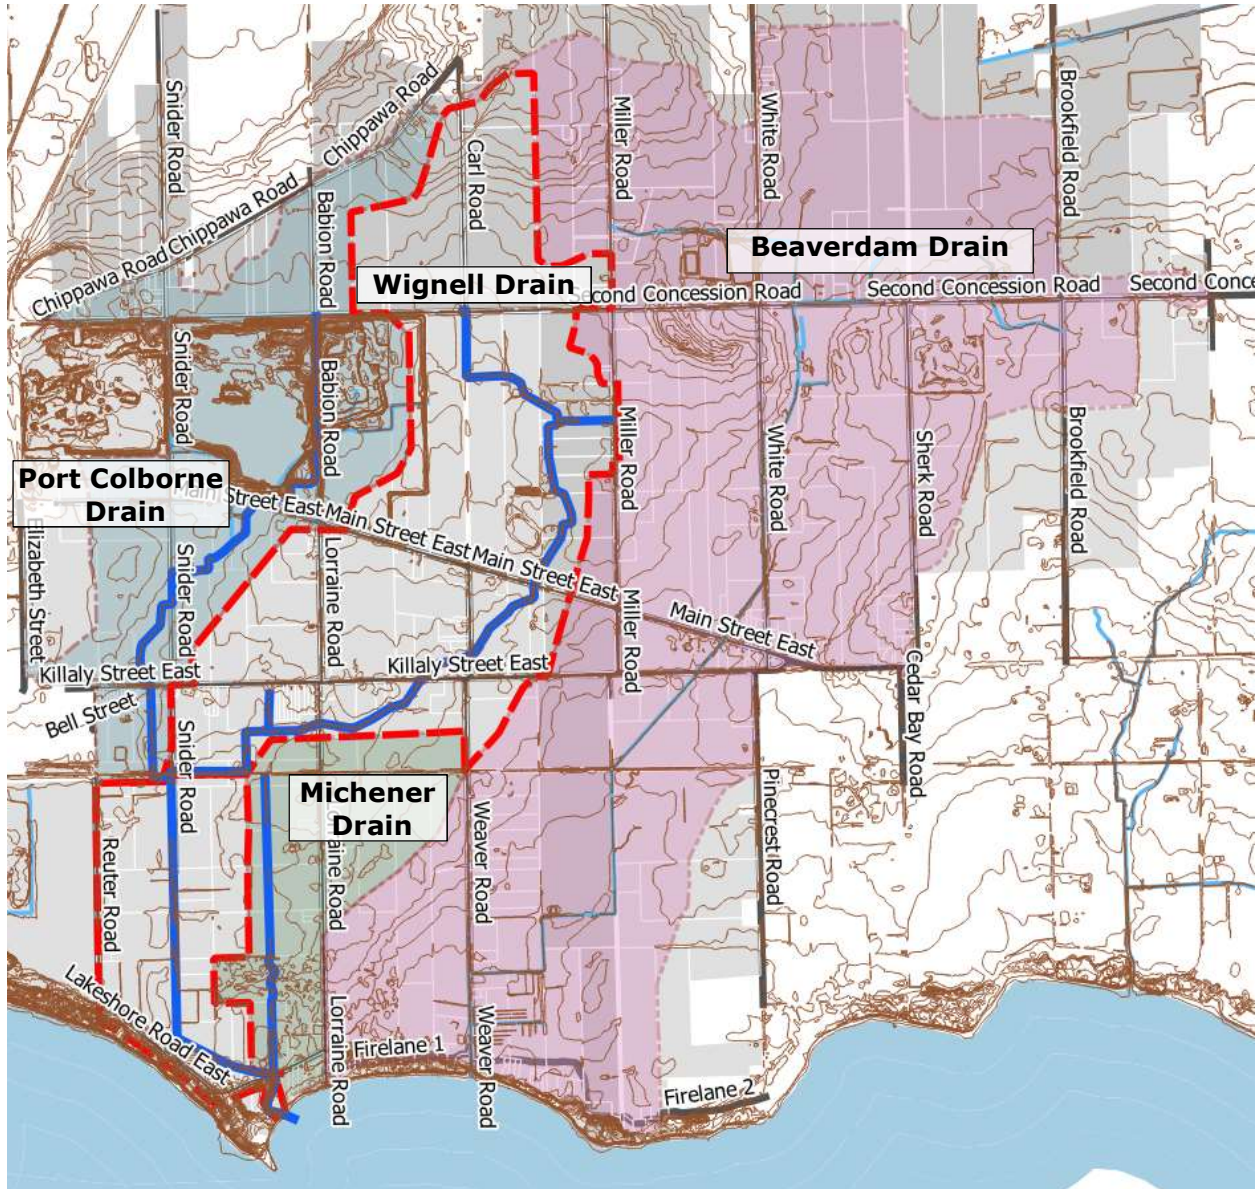 Snider Road
Chippawa Road
Carl Road
Miller Road
White Road
Brookfield Road
Chippawa Road
Chippawa Road
Babion Road
Beaverdam Drain
Wignell Drain
Second Concession Road
Second Concession Road
Second Conce
Snider Road
Babion Road
Miller Road
White Road
Sherk Road
Brookfield Road
Port Colborne
Drain
Main Street East
Main Street East
Main Street East
Elizabeth Street
Snider Road
Lorraine Road
Miller Road
Main Street East
Killaly Street East
Killaly Street East
Cedar Bay Road
Bell Street
Snider Road
Michener
Drain
Lorraine Road
Weaver Road
Pinecrest Road
Reuter Road
Lakeshore Road East
Lorraine Road
Firelane 1
Weaver Road
Firelane 2